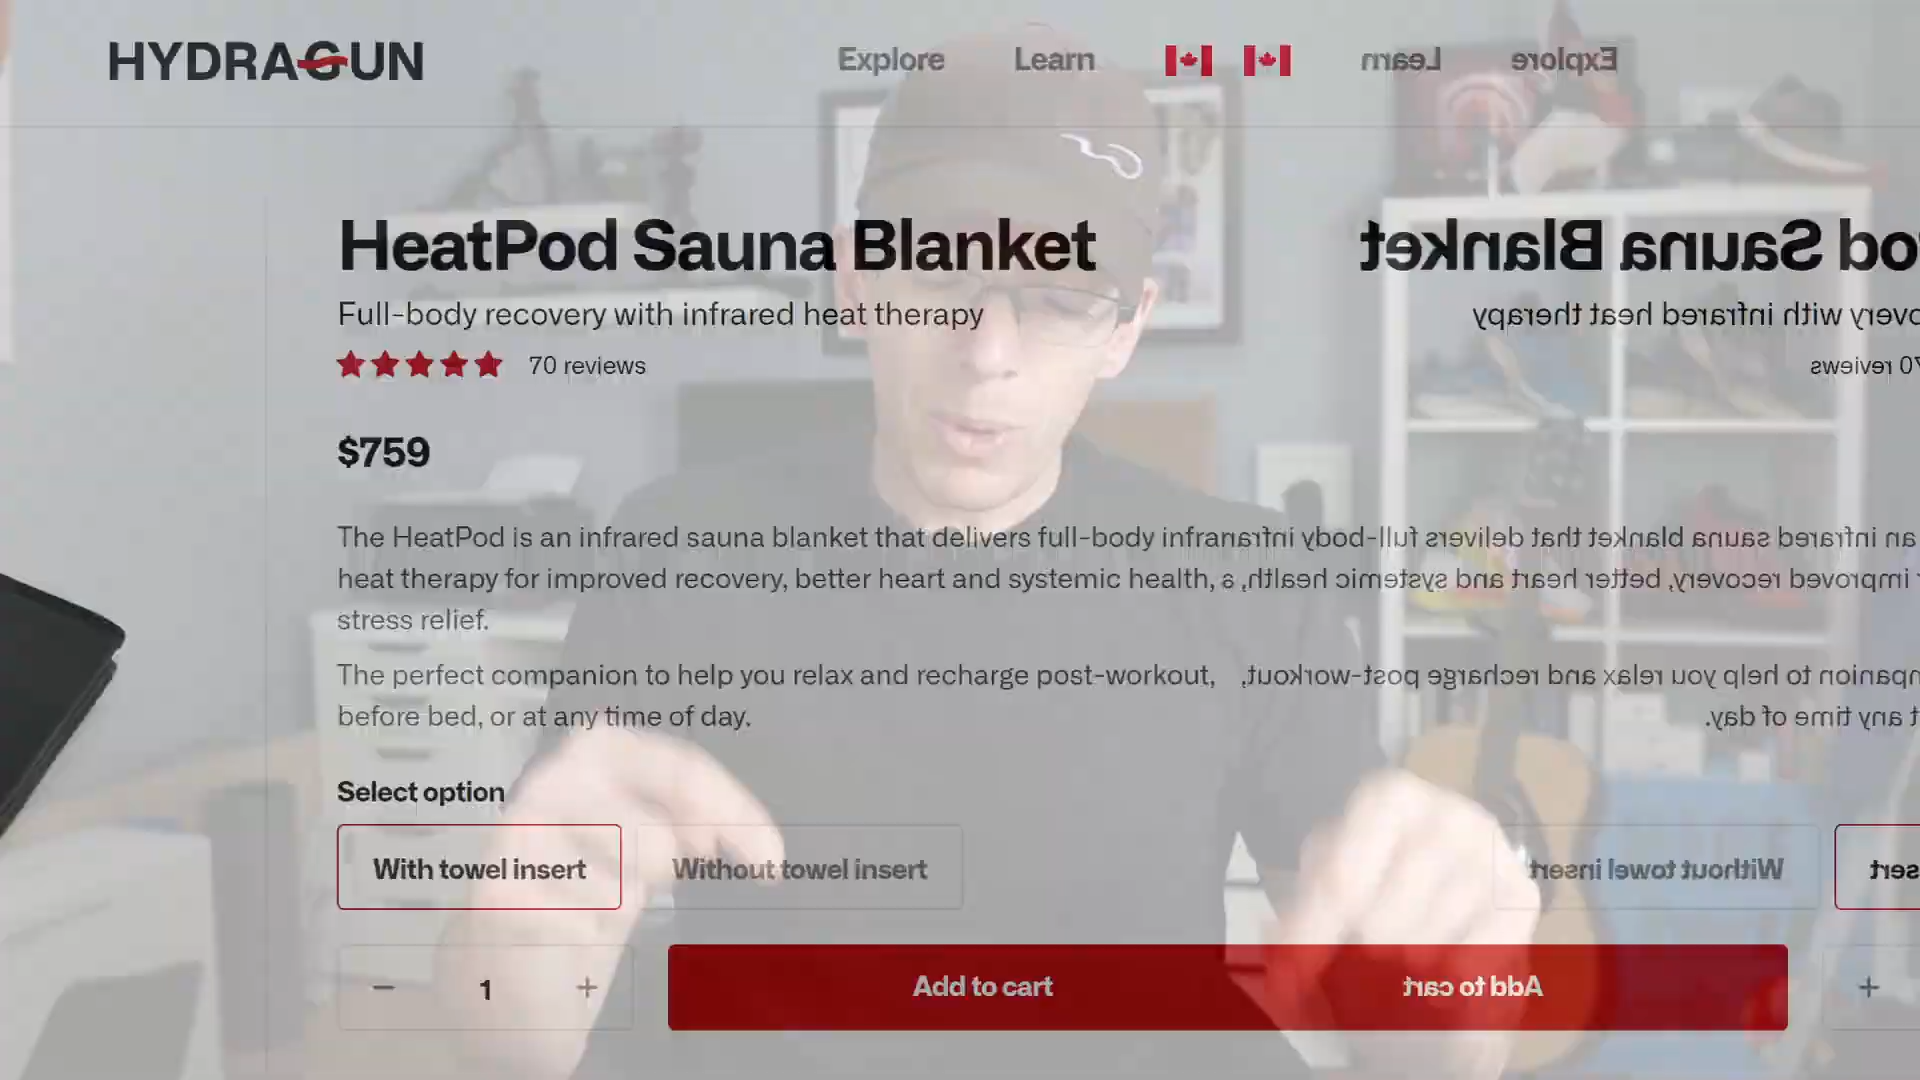 HYDRAGUN
Explore Learn Learn Explore
HeatPod Sauna Blanket
Full-body recovery with infrared heat therapy
70 reviews
$759
The HeatPod is an infrared sauna blanket that delivers full-body
heat therapy for improved recovery, better heart and systemic health,
stress relief.
The perfect companion to help you relax and recharge post-workout,
before bed, or at any time of day.
Select option
With towel insert Without towel insert
− 1 + Add to cart